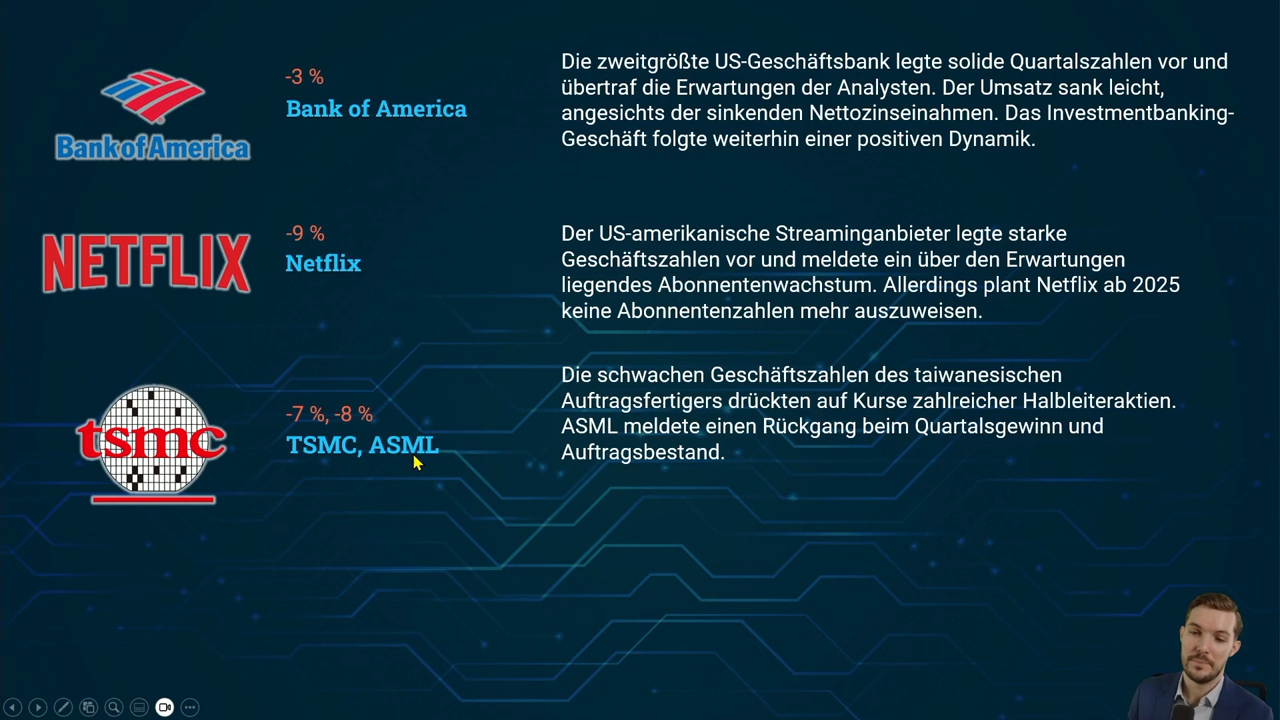 Bank of America
-3 %
Bank of America
Die zweitgrößte US-Geschäftsbank legte solide Quartalszahlen vor und
übertraf die Erwartungen der Analysten. Der Umsatz sank leicht,
angesichts der sinkenden Nettozinseinahmen. Das Investmentbanking-
Geschäft folgte weiterhin einer positiven Dynamik.
NETFLIX
-9 %
Netflix
Der US-amerikanische Streaminganbieter legte starke
Geschäftszahlen vor und meldete ein über den Erwartungen
liegendes Abonnentenwachstum. Allerdings plant Netflix ab 2025
keine Abonnentenzahlen mehr auszuweisen.
tsmc
-7 %, -8 %
TSMC, ASML
Die schwachen Geschäftszahlen des taiwanesischen
Auftragsfertigers drückten auf Kurse zahlreicher Halbleiteraktien.
ASML meldete einen Rückgang beim Quartalsgewinn und
Auftragsbestand.